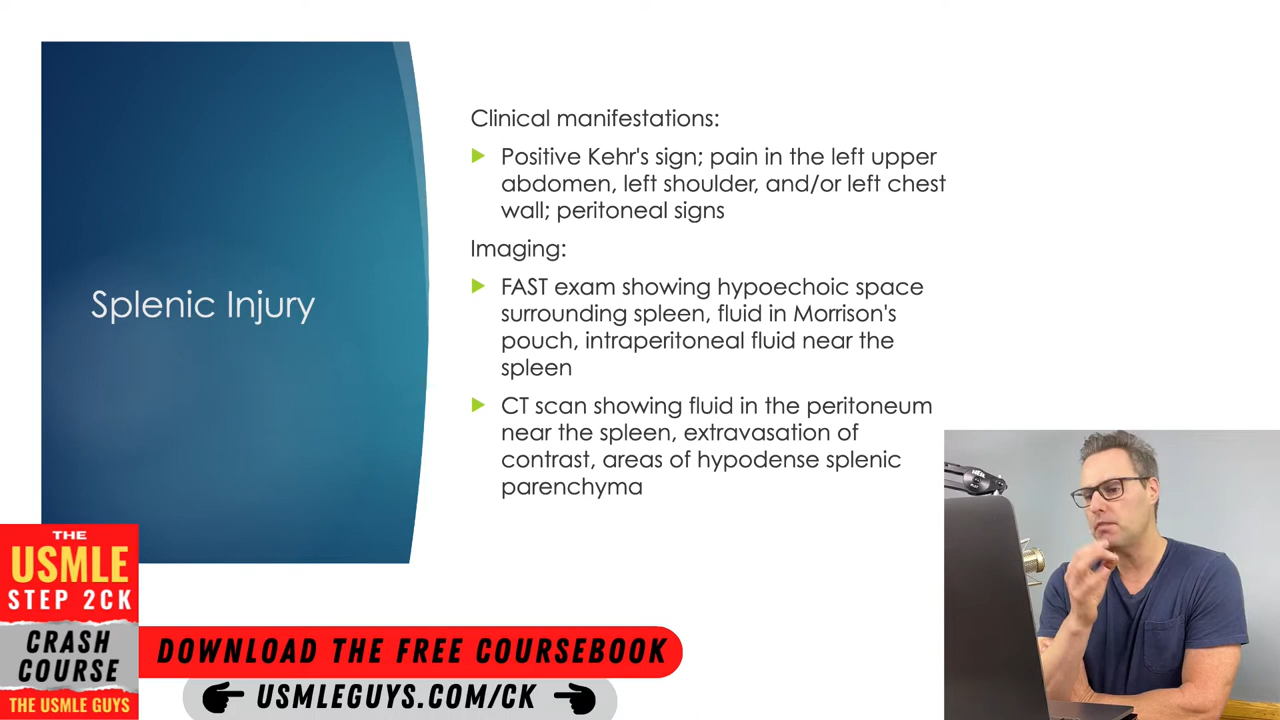 Splenic Injury
Clinical manifestations:
Positive Kehr's sign; pain in the left upper
abdomen, left shoulder, and/or left chest
wall; peritoneal signs
Imaging:
FAST exam showing hypoechoic space
surrounding spleen, fluid in Morrison's
pouch, intraperitoneal fluid near the
spleen
CT scan showing fluid in the peritoneum
near the spleen, extravasation of
contrast, areas of hypodense splenic
parenchyma
THE
USMLE
STEP 2CK
CRASH
COURSE
THE USMLE GUYS
DOWNLOAD THE FREE COURSEBOOK
USMLEGUYS.COM/CK